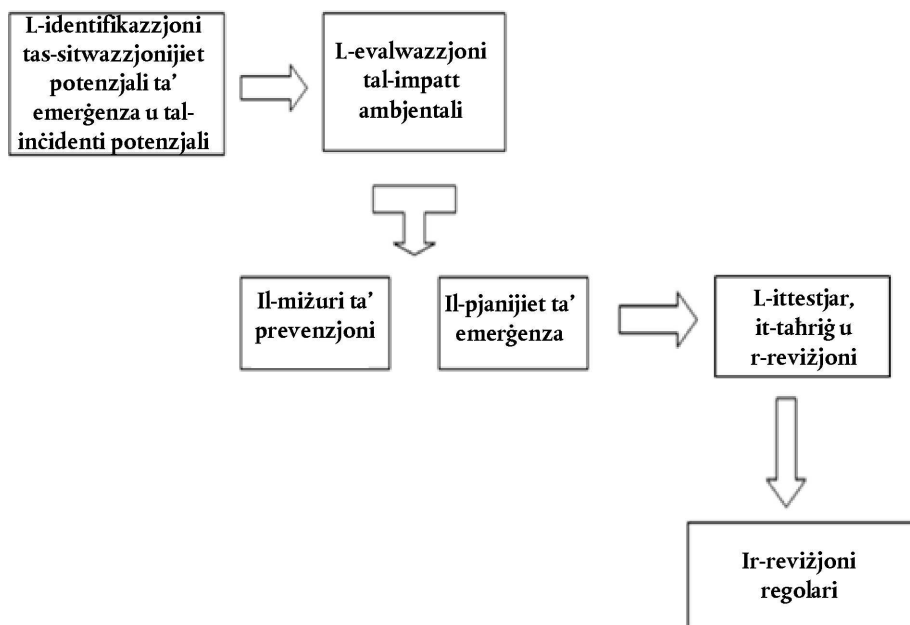 L-identifikazzjoni
tas-sitwazzjonijiet
potenzjali ta'
emerġenza u tal-
inċidenti potenzjali
L-evalwazzjoni
tal-impatt
ambjentali
Il-miżuri ta'
prevenzjoni
Il-pjanijiet ta'
emerġenza
L-ittestjar,
it-taħriġ u
r-reviżjoni
Ir-reviżjoni
regolari